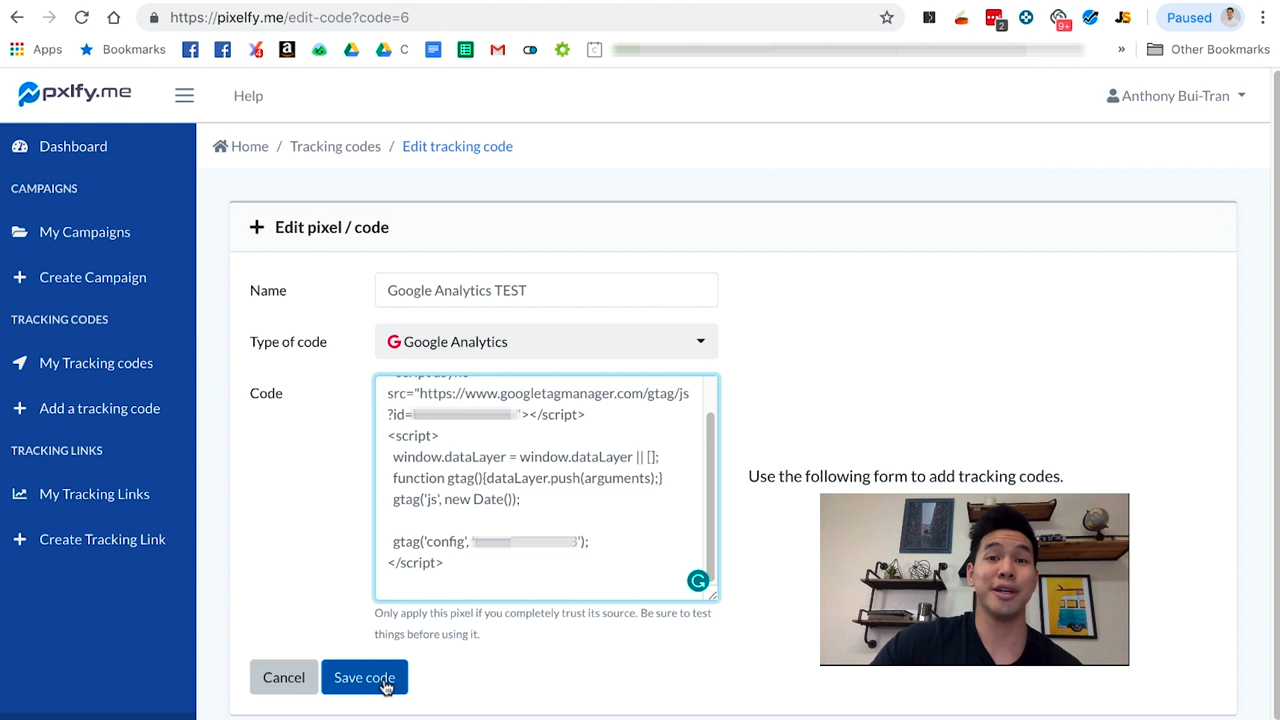 https://pixelfy.me/edit-code?code=6
2
9+
JS
Paused
Apps
Bookmarks
C
»
Other Bookmarks
pxlfy.me
Help
Anthony Bui-Tran
Dashboard
CAMPAIGNS
My Campaigns
Create Campaign
TRACKING CODES
My Tracking codes
Add a tracking code
TRACKING LINKS
My Tracking Links
Create Tracking Link
Home / Tracking codes / Edit tracking code
Edit pixel / code
Name
Google Analytics TEST
Type of code
Google Analytics
Code
src="https://www.googletagmanager.com/gtag/js
?id= "></script>
<script>
window.dataLayer = window.dataLayer || [];
function gtag(){dataLayer.push(arguments);}
gtag('js', new Date());
gtag('config', ');
</script>
Only apply this pixel if you completely trust its source. Be sure to test
things before using it.
Cancel
Save code
Use the following form to add tracking codes.